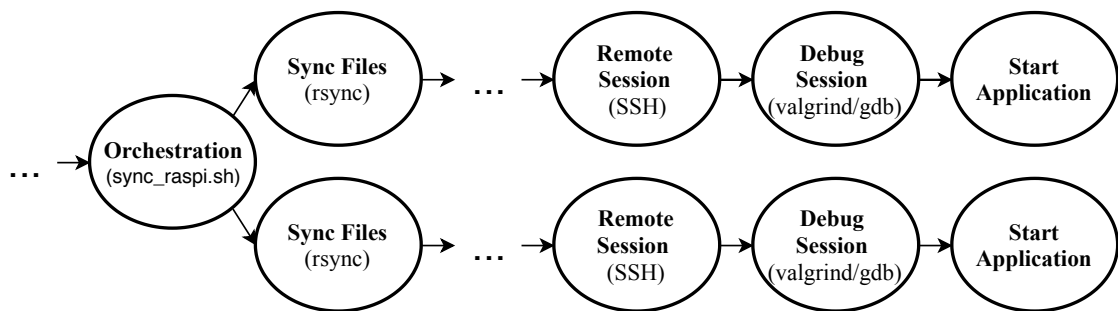 ...
Orchestration
(sync_raspi.sh)
Sync Files
(rsync)
...
Remote
Session
(SSH)
Debug
Session
(valgrind/gdb)
Start
Application
Sync Files
(rsync)
...
Remote
Session
(SSH)
Debug
Session
(valgrind/gdb)
Start
Application